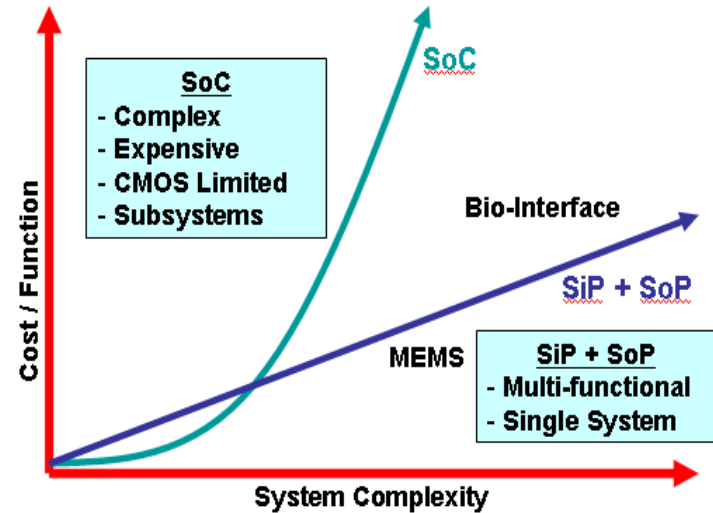 SoC
SoC
- Complex
- Expensive
- CMOS Limited
- Subsystems
Bio-Interface
SiP + SoP
MEMS
SiP + SoP
- Multi-functional
- Single System
Cost / Function
System Complexity